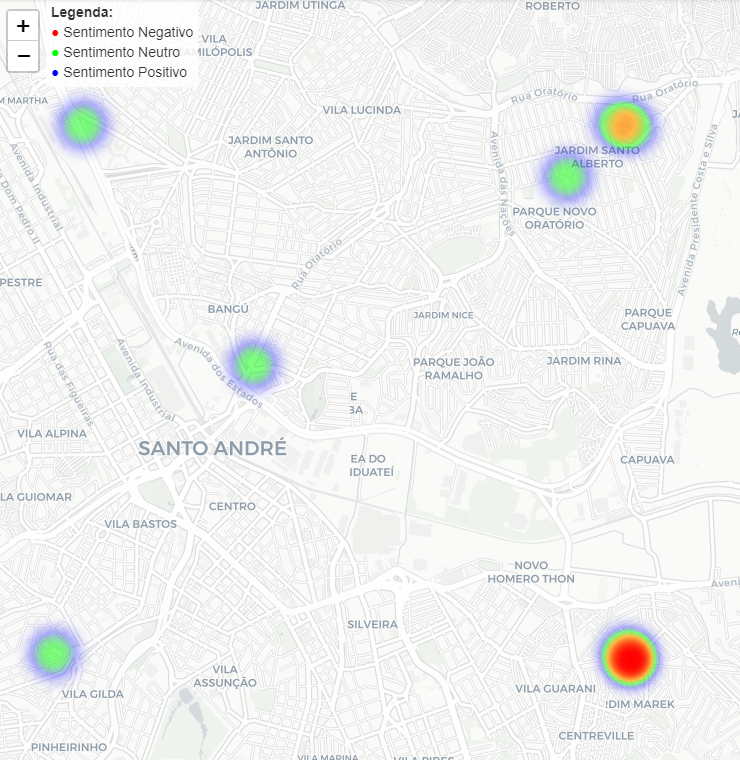 +
−
Legenda:
Sentimento Negativo
Sentimento Neutro
Sentimento Positivo
JARDIM UTINGA
ROBERTO
VILA
AMILÓPOLIS
M MARTHA
VILA LUCINDA
Rua Oratório
Rua Oratório
JARDIM SANTO
ANTÔNIO
JARDIM SANTO
ALBERTO
Avenida Industrial
a Dom Pedro II
Avenida das Nações
Avenida Presidente Costa e Silva
PARQUE NOVO
ORATÓRIO
Rua Oratório
PESTRE
BANGÚ
JARDIM NICE
PARQUE
CAPUAVA
Avenida dos Estados
Rua das Figueiras
Avenida Industrial
PARQUE JOÃO
RAMALHO
JARDIM RINA
E
BA
VILA ALPINA
SANTO ANDRÉ
EA DO
IDUATEÍ
CAPUAVA
LA GUIOMAR
CENTRO
VILA BASTOS
NOVO
HOMERO THON
Aveni
SILVEIRA
VILA
ASSUNÇÃO
VILA GILDA
VILA GUARANI
DIM MAREK
CENTREVILLE
PINHEIRINHO
VILA MARINA
VILA PIRES